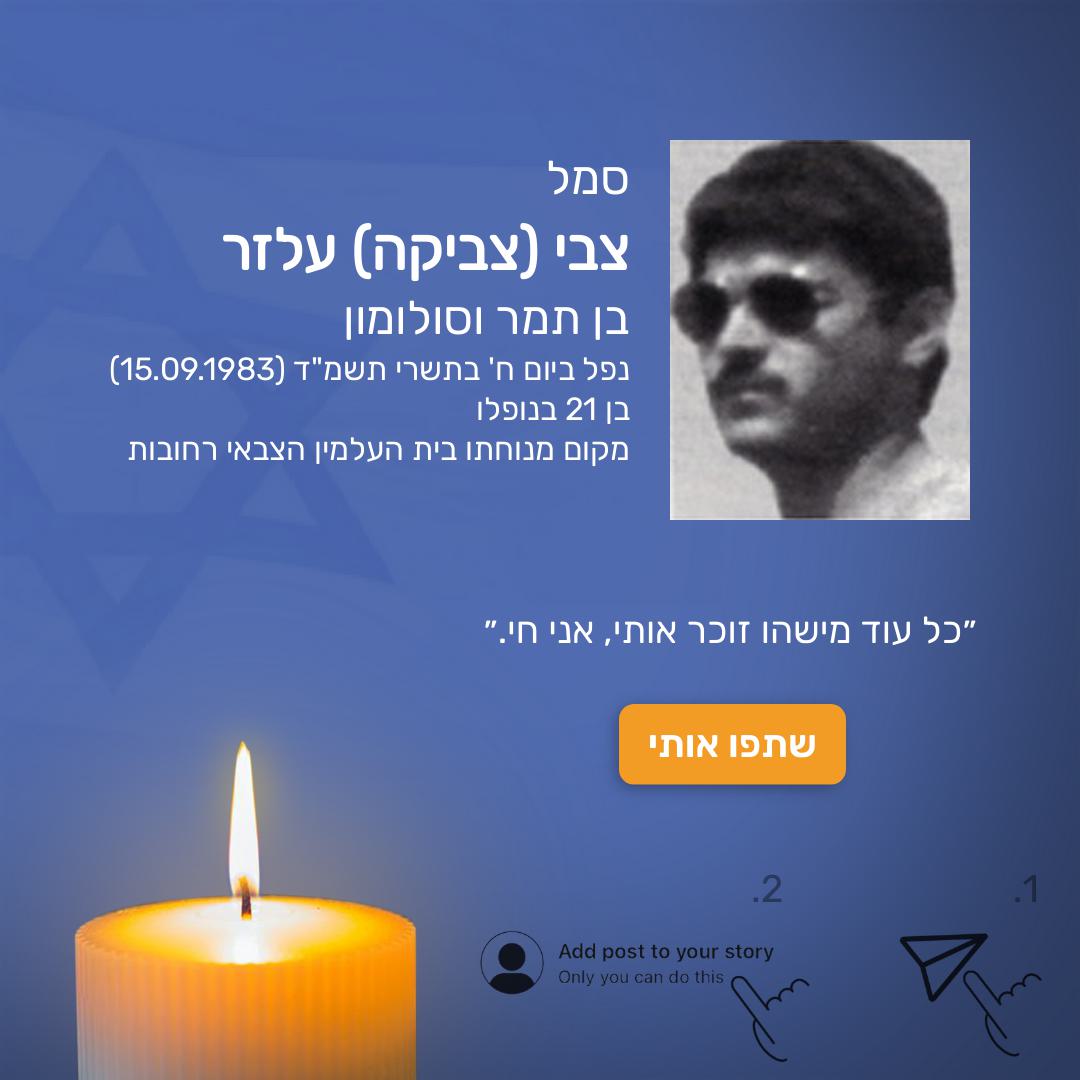 סמל
צבי (צביקה) עלזר
בן תמר וסולומון
נפל ביום ח' בתשרי תשמ"ד (15.09.1983)
בן 21 בנופלו
מקום מנוחתו בית העלמין הצבאי רחובות
״כל עוד מישהו זוכר אותי, אני חי.״
שתפו אותי
1.
2.
Add post to your story
Only you can do this